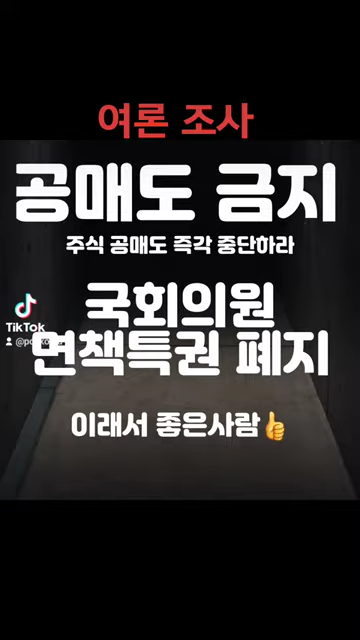 여론 조사
공매도 금지
주식 공매도 즉각 중단하라
국회의원
TikTok
면책특권 폐지
이래서 좋은사람👍